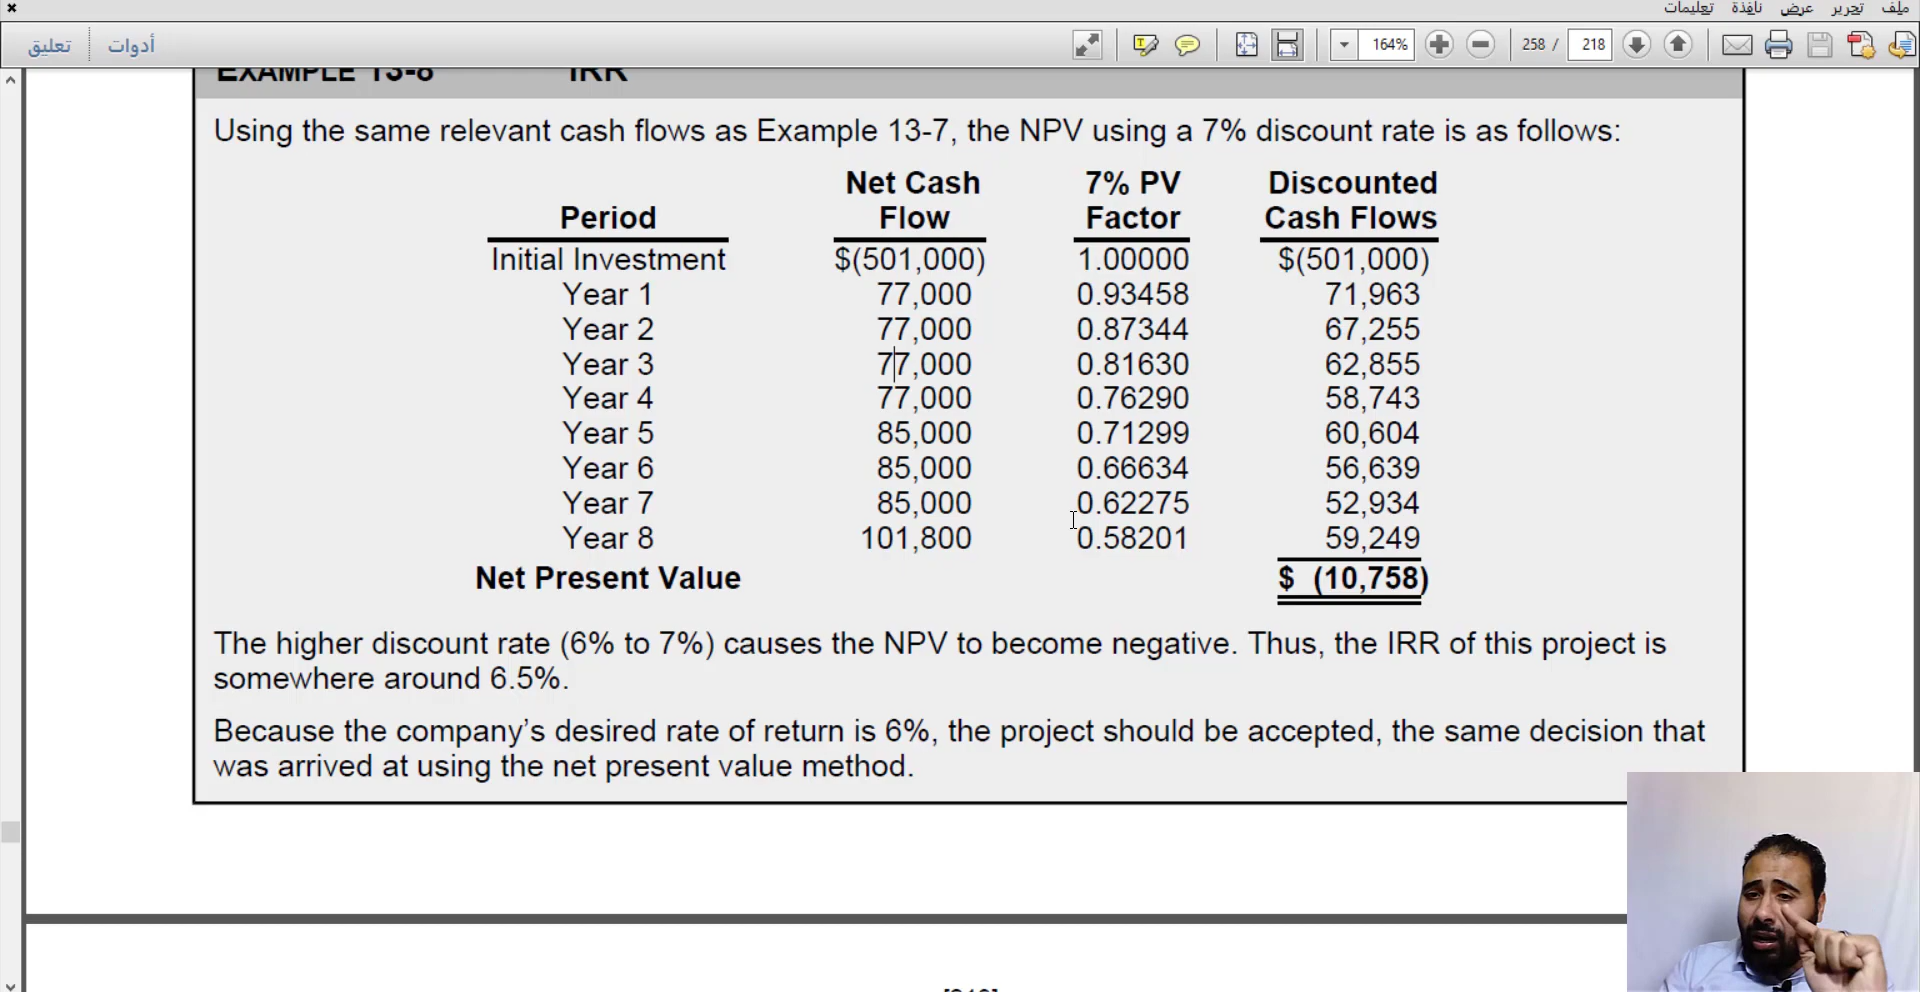 ملف تحرير عرض نافذة تعليمات
أدوات تعليق
164% 258 / 218
EXAMPLE 13-8 IRR
Using the same relevant cash flows as Example 13-7, the NPV using a 7% discount rate is as follows:
Net Cash 7% PV Discounted
Period Flow Factor Cash Flows
Initial Investment $(501,000) 1.00000 $(501,000)
Year 1 77,000 0.93458 71,963
Year 2 77,000 0.87344 67,255
Year 3 77,000 0.81630 62,855
Year 4 77,000 0.76290 58,743
Year 5 85,000 0.71299 60,604
Year 6 85,000 0.66634 56,639
Year 7 85,000 0.62275 52,934
Year 8 101,800 0.58201 59,249
Net Present Value $ (10,758)
The higher discount rate (6% to 7%) causes the NPV to become negative. Thus, the IRR of this project is
somewhere around 6.5%.
Because the company’s desired rate of return is 6%, the project should be accepted, the same decision that
was arrived at using the net present value method.